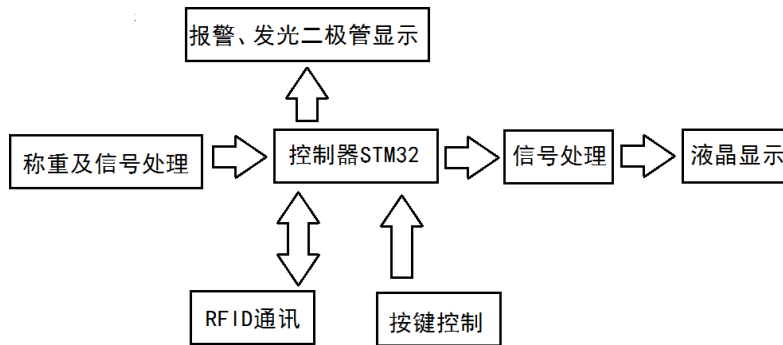 报警、发光二极管显示
称重及信号处理
控制器STM32
信号处理
液晶显示
RFID通讯
按键控制